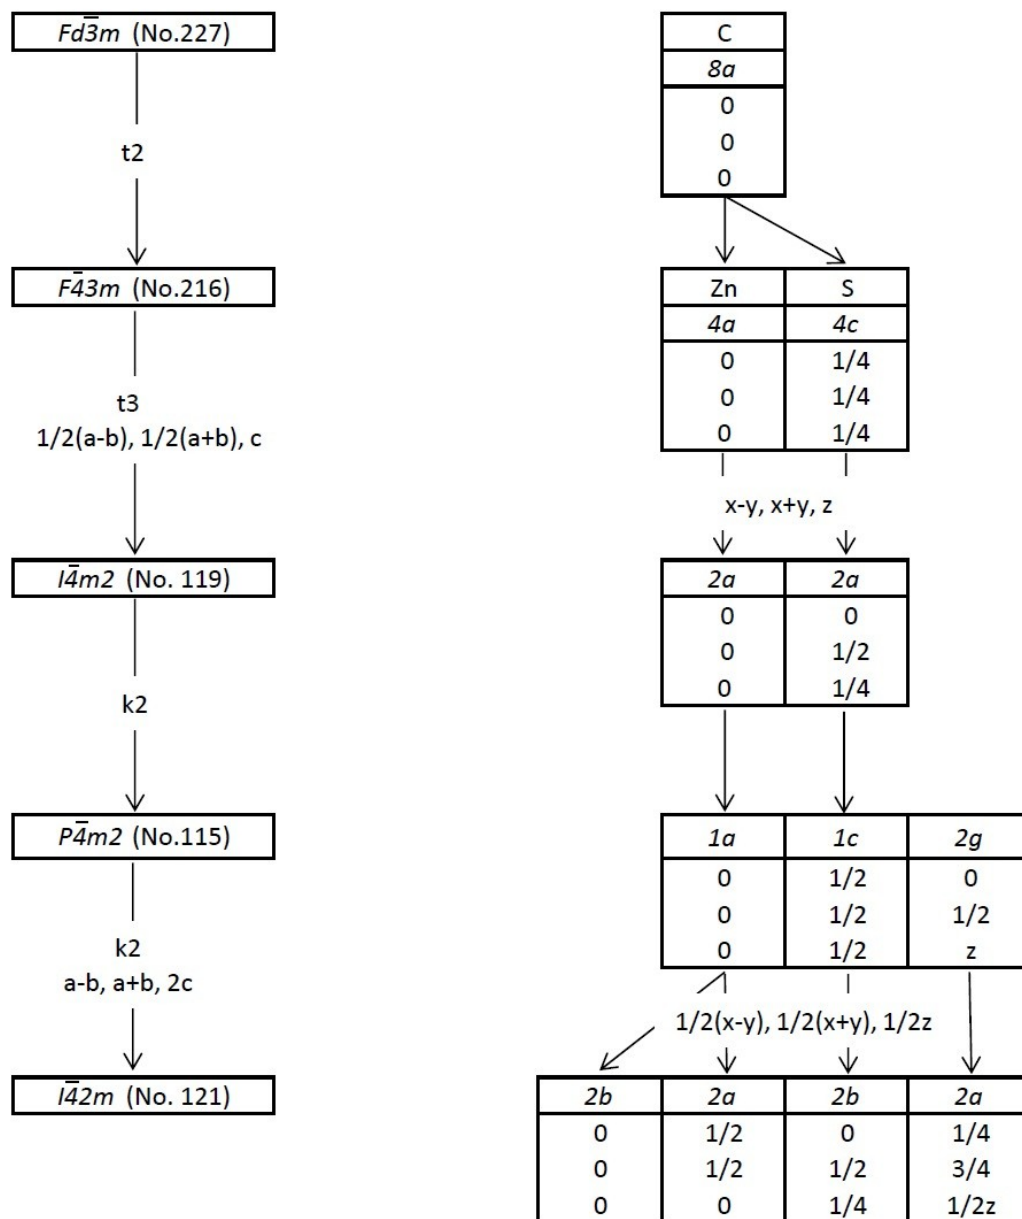 Fd3̅m (No.227)
C
8a
0
0
0
t2
F4̅3m (No.216)
Zn S
4a 4c
0 1/4
0 1/4
0 1/4
t3
1/2(a-b), 1/2(a+b), c
x-y, x+y, z
I4̅m2 (No. 119)
2a 2a
0 0
0 1/2
0 1/4
k2
P4̅m2 (No.115)
1a 1c 2g
0 1/2 0
0 1/2 1/2
0 1/2 z
k2
a-b, a+b, 2c
1/2(x-y), 1/2(x+y), 1/2z
I4̅2m (No. 121)
2b 2a 2b 2a
0 1/2 0 1/4
0 1/2 1/2 3/4
0 0 1/4 1/2z